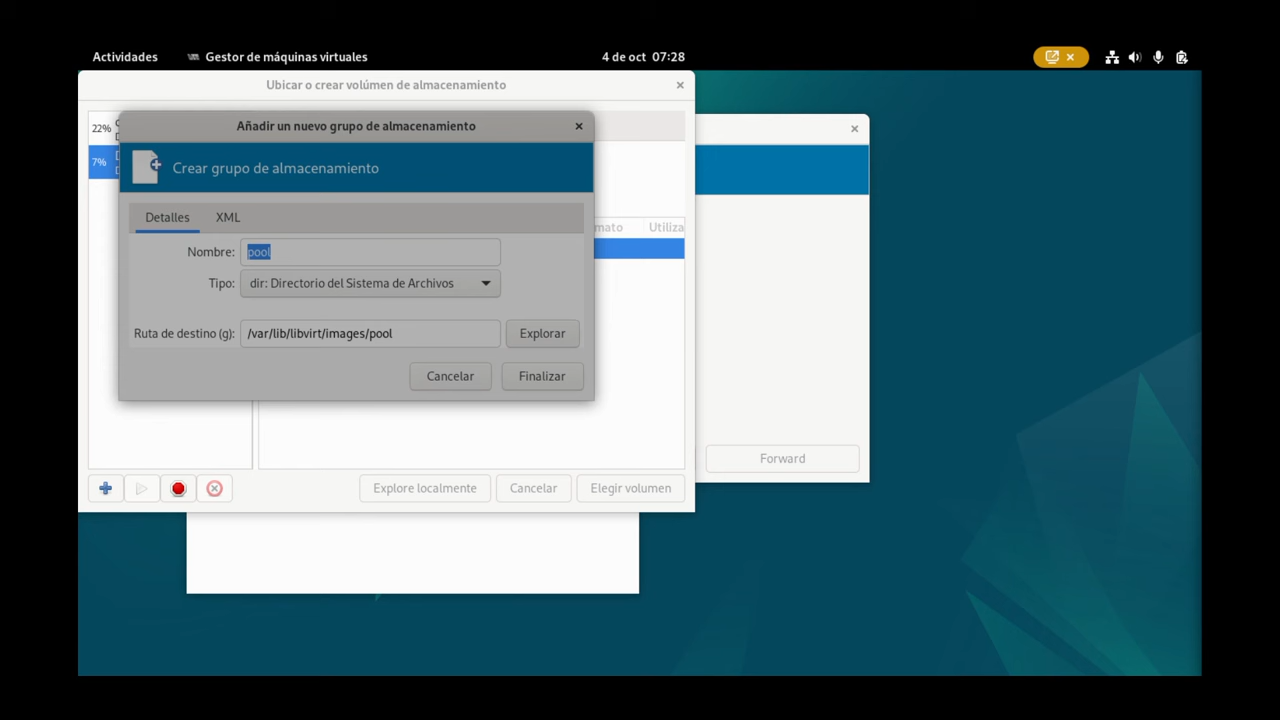 Actividades
Gestor de máquinas virtuales
4 de oct 07:28
Ubicar o crear volúmen de almacenamiento
22%
Añadir un nuevo grupo de almacenamiento
7%
Crear grupo de almacenamiento
Detalles
XML
mato
Utiliza
Nombre: pool
Tipo: dir: Directorio del Sistema de Archivos
Ruta de destino (g): /var/lib/libvirt/images/pool
Explorar
Cancelar
Finalizar
Forward
Explore localmente
Cancelar
Elegir volumen